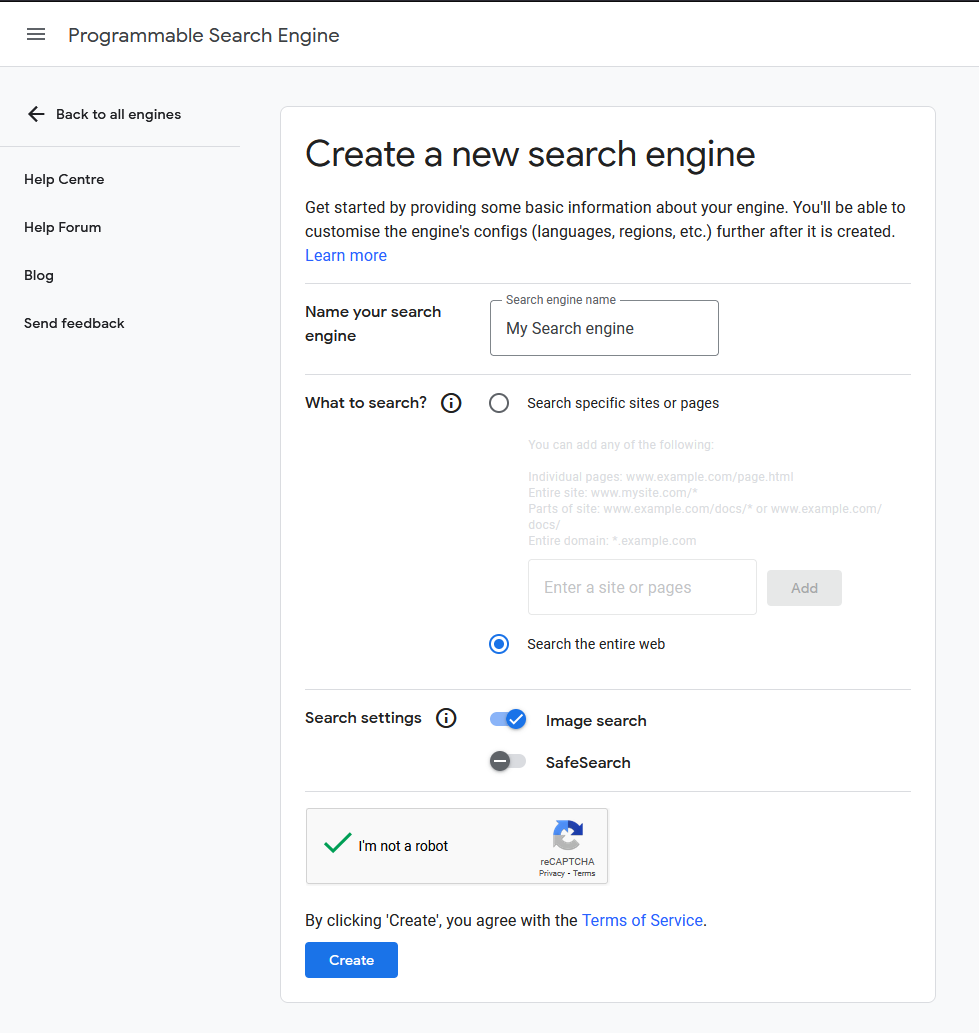 Programmable Search Engine
Back to all engines
Help Centre
Help Forum
Blog
Send feedback
Create a new search engine
Get started by providing some basic information about your engine. You'll be able to
customise the engine's configs (languages, regions, etc.) further after it is created.
Learn more
Name your search
engine
Search engine name
My Search engine
What to search?
Search specific sites or pages
You can add any of the following:
Individual pages: www.example.com/page.html
Entire site: www.mysite.com/*
Parts of site: www.example.com/docs/* or www.example.com/
docs/
Entire domain: *.example.com
Enter a site or pages
Add
Search the entire web
Search settings
Image search
SafeSearch
I'm not a robot
reCAPTCHA
Privacy - Terms
By clicking 'Create', you agree with the Terms of Service.
Create